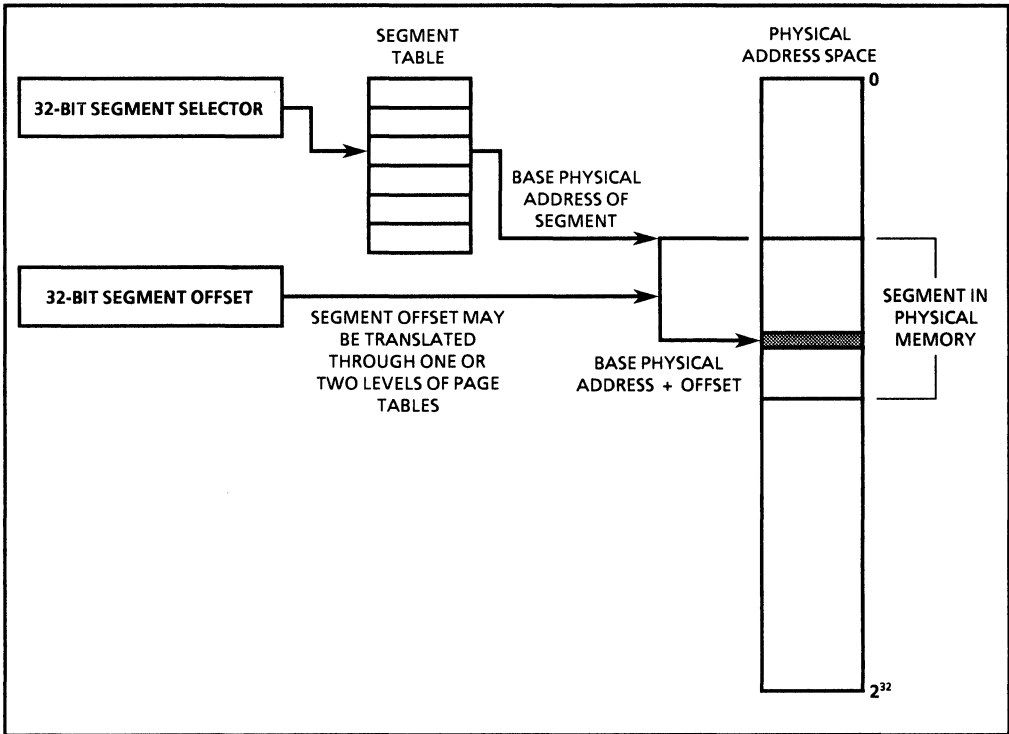 SEGMENT
TABLE
PHYSICAL
ADDRESS SPACE
0
32-BIT SEGMENT SELECTOR
BASE PHYSICAL
ADDRESS OF
SEGMENT
32-BIT SEGMENT OFFSET
SEGMENT OFFSET MAY
BE TRANSLATED
THROUGH ONE OR
TWO LEVELS OF PAGE
TABLES
BASE PHYSICAL
ADDRESS + OFFSET
SEGMENT IN
PHYSICAL
MEMORY
2³²